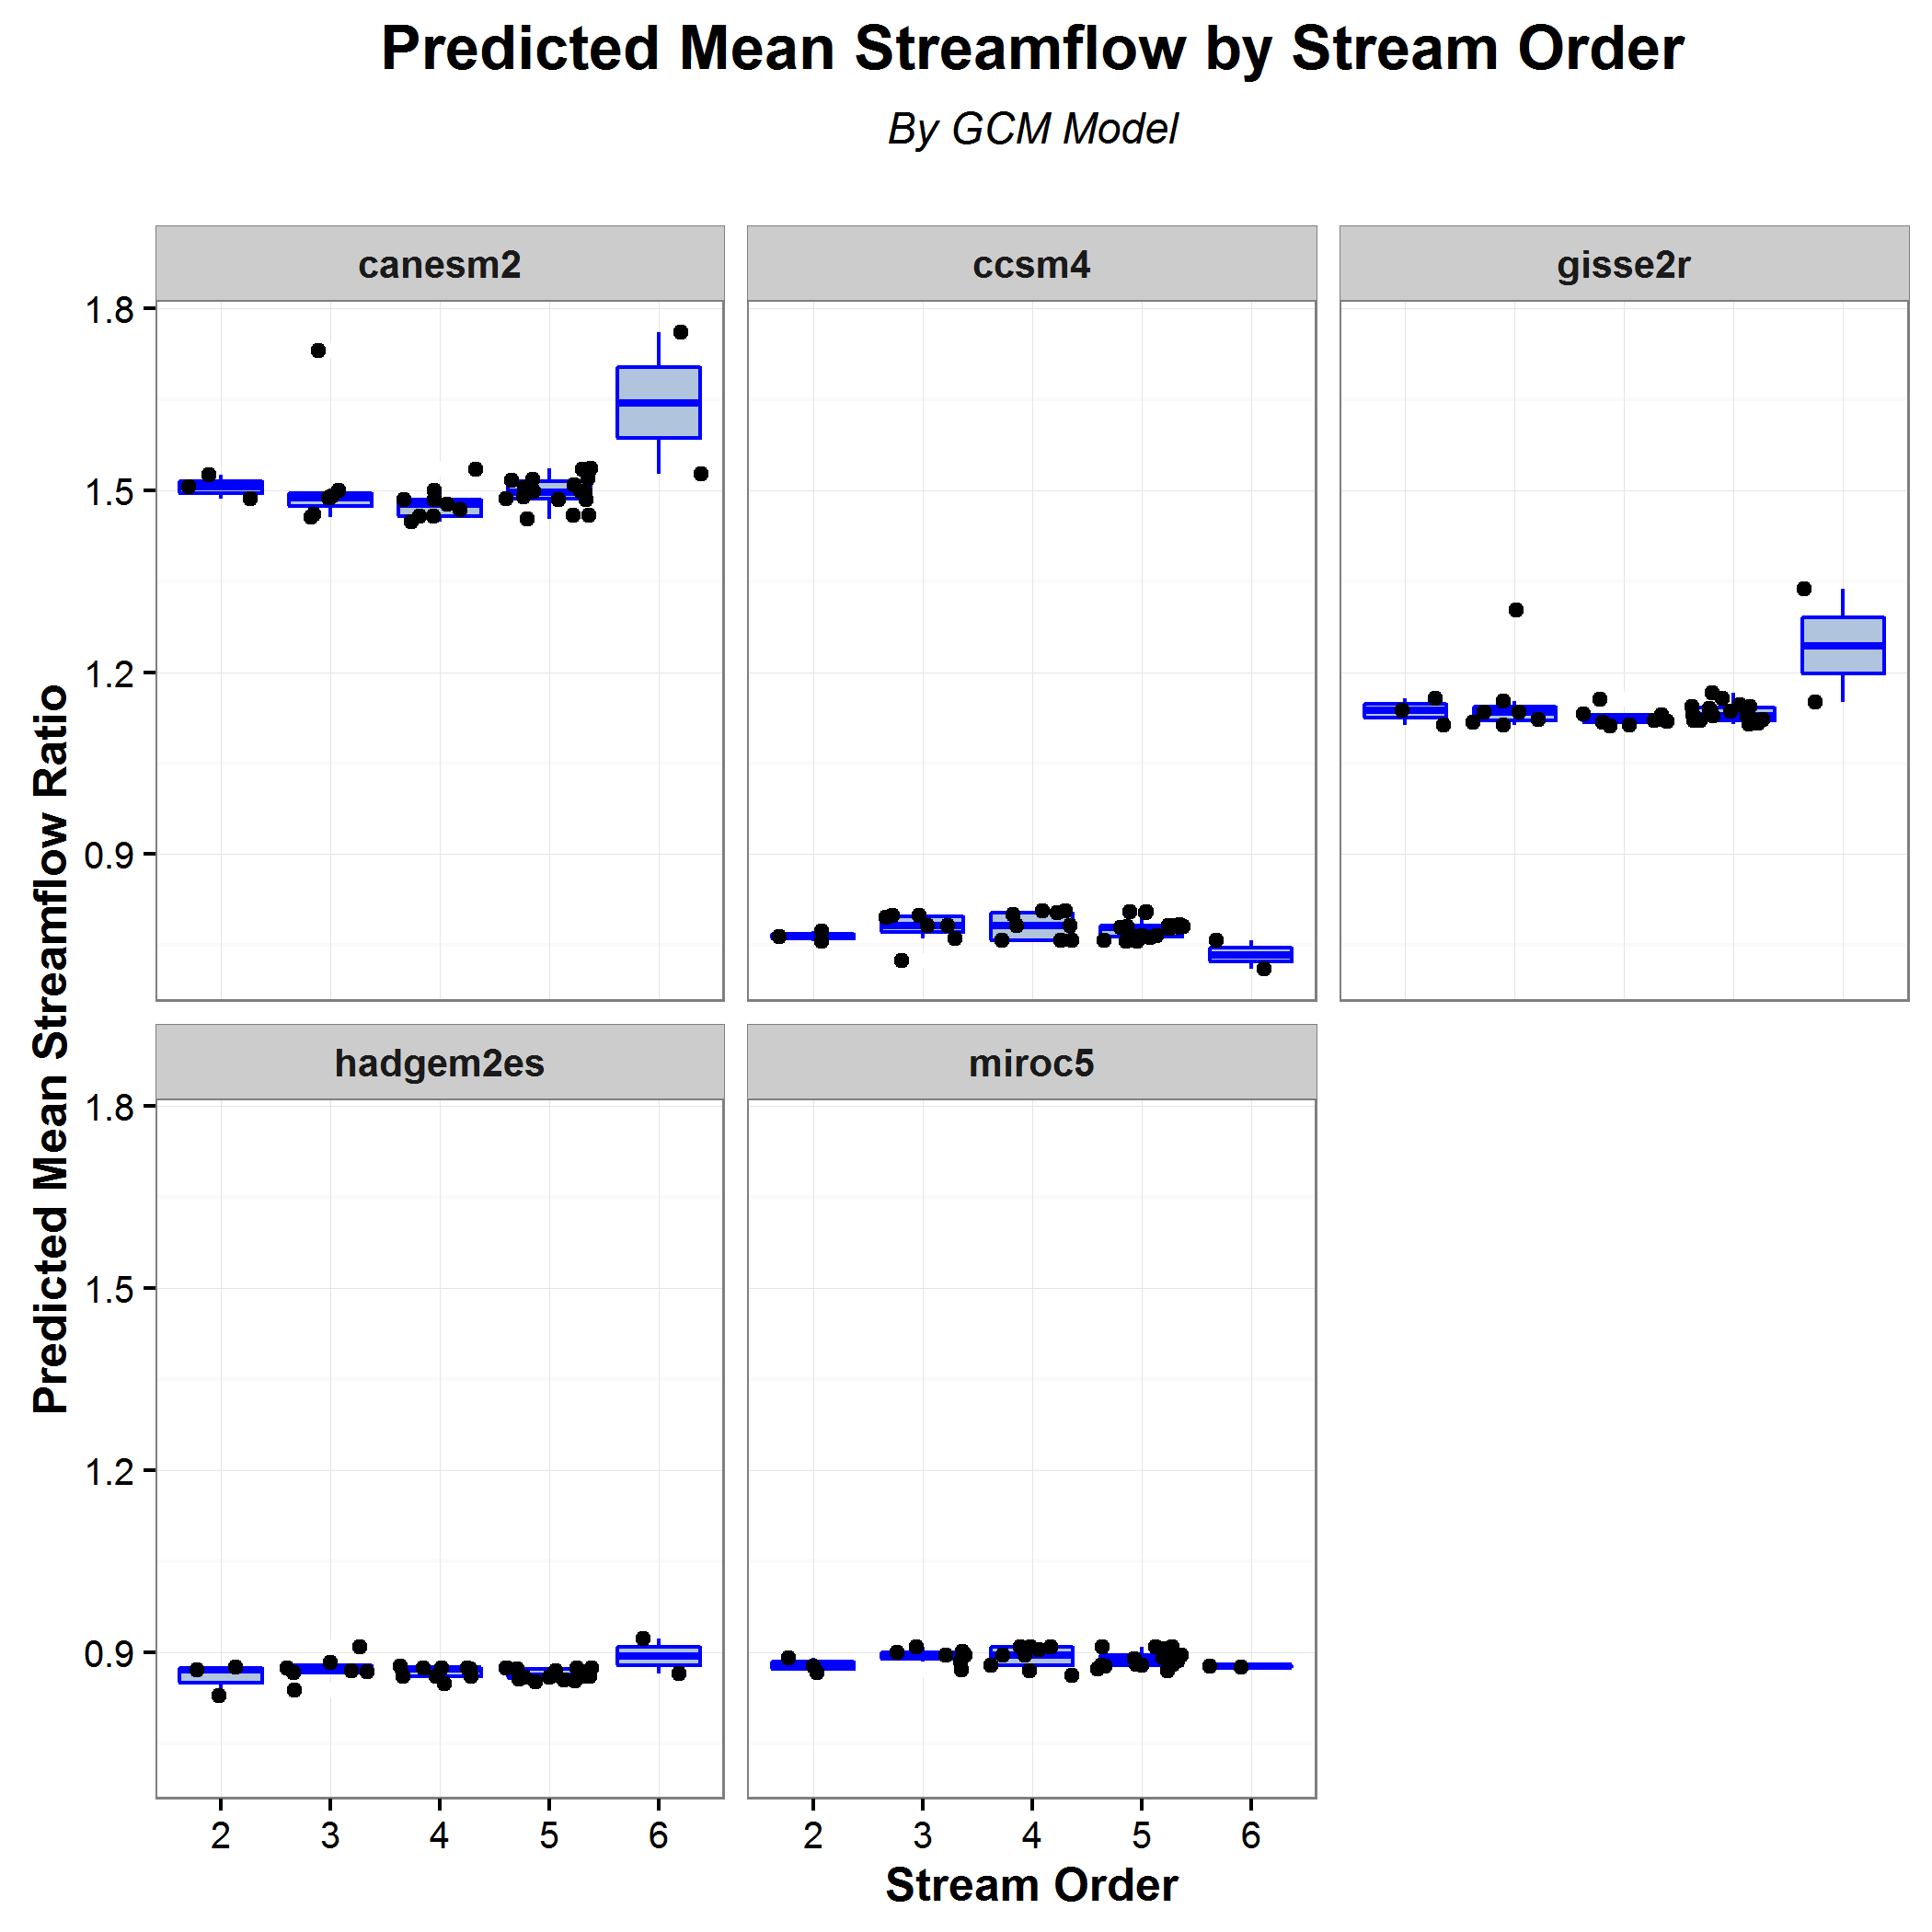 Predicted Mean Streamflow by Stream Order
By GCM Model
canesm2
ccsm4
gisse2r
1.8
1.5
1.2
0.9
hadgem2es
miroc5
1.8
1.5
1.2
0.9
2 3 4 5 6
2 3 4 5 6
Stream Order
Predicted Mean Streamflow Ratio